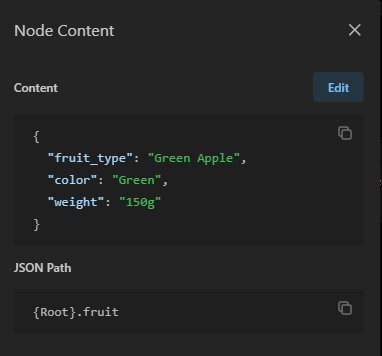 Node Content
Content
Edit
{
  "fruit_type": "Green Apple",
  "color": "Green",
  "weight": "150g"
}
JSON Path
{Root}.fruit